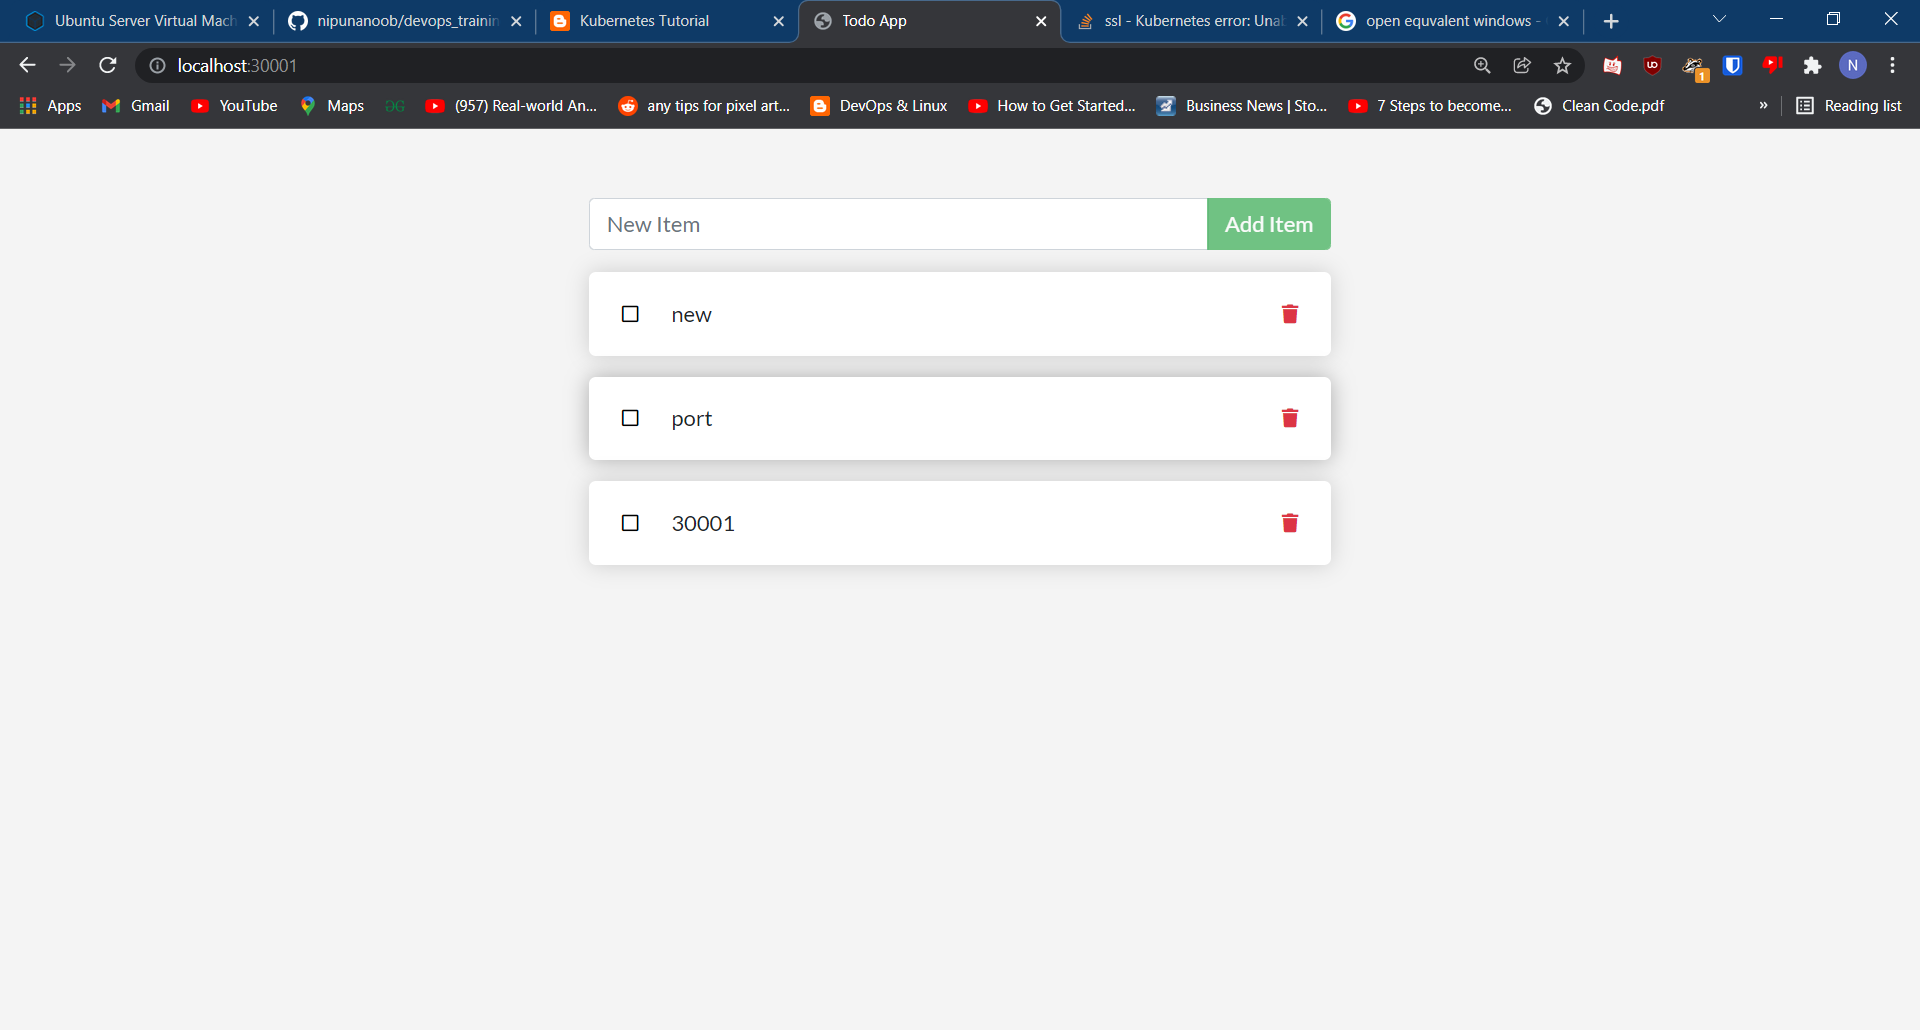 Ubuntu Server Virtual Mach
nipunanoob/devops_trainin
Kubernetes Tutorial
Todo App
ssl - Kubernetes error: Una
open equvalent windows -
localhost:30001
1
N
Apps
Gmail
YouTube
Maps
(957) Real-world An...
any tips for pixel art...
DevOps & Linux
How to Get Started...
Business News | Sto...
7 Steps to become...
Clean Code.pdf
»
Reading list
New Item
Add Item
new
port
30001